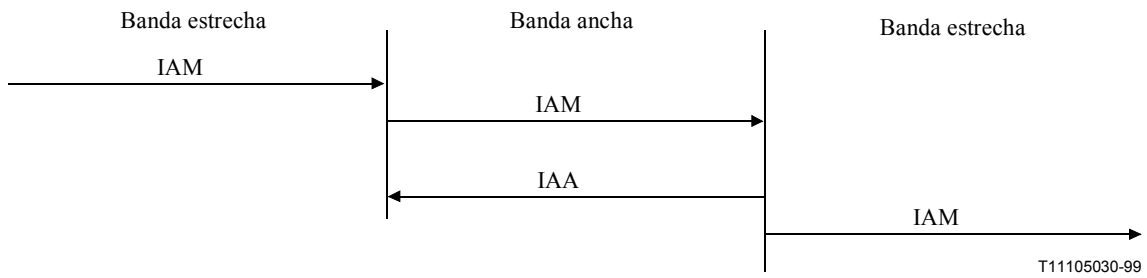 Banda estrecha
Banda ancha
Banda estrecha
IAM
IAM
IAA
IAM
T11105030-99